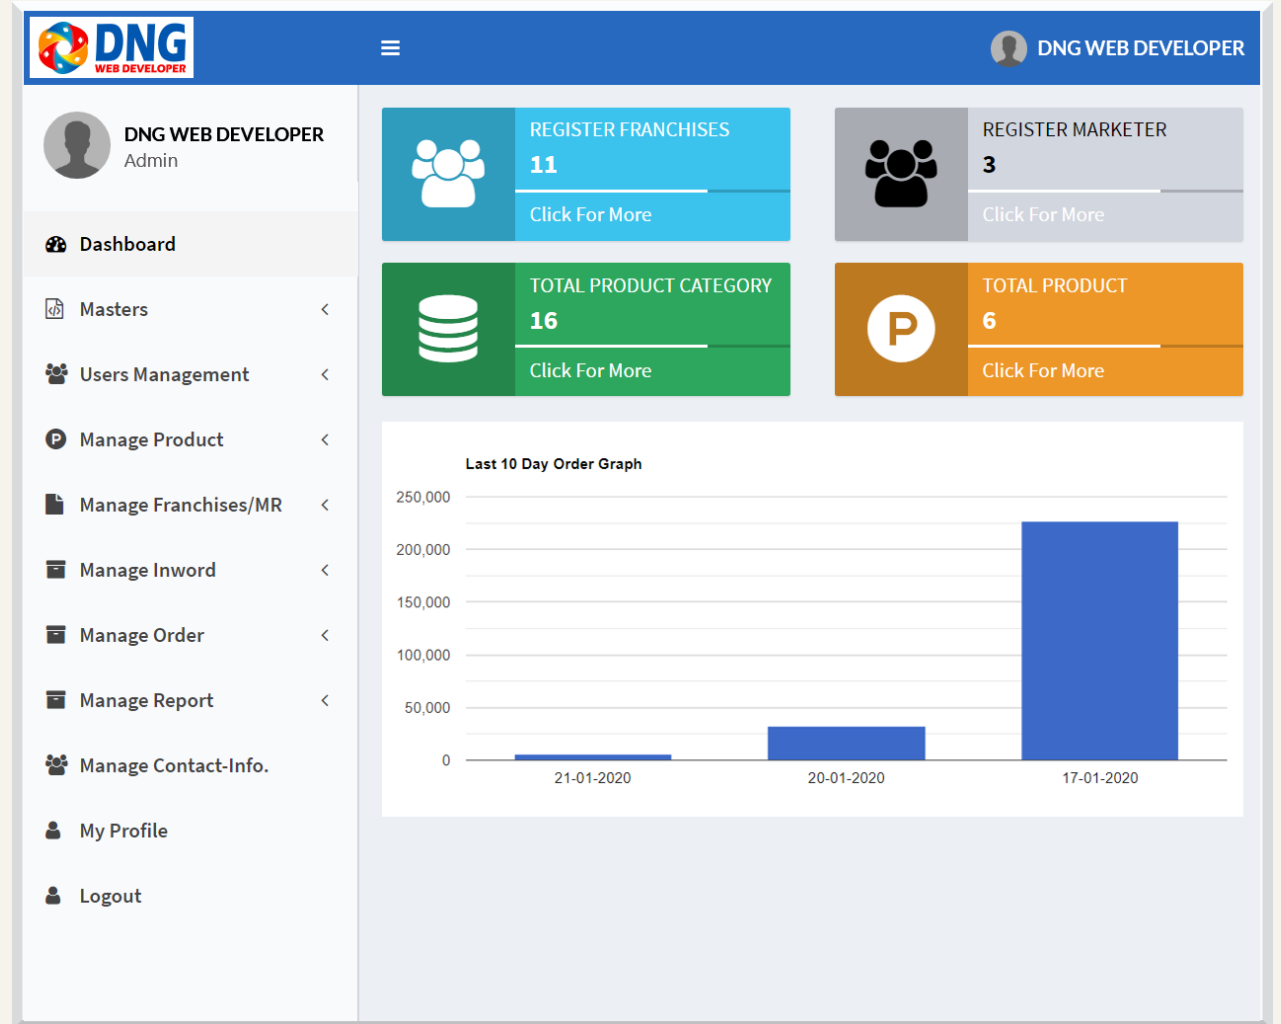 DNG
WEB DEVELOPER
DNG WEB DEVELOPER
DNG WEB DEVELOPER
Admin
Dashboard
Masters
Users Management
Manage Product
Manage Franchises/MR
Manage Inword
Manage Order
Manage Report
Manage Contact-Info.
My Profile
Logout
REGISTER FRANCHISES
11
Click For More
REGISTER MARKETER
3
Click For More
TOTAL PRODUCT CATEGORY
16
Click For More
P
TOTAL PRODUCT
6
Click For More
Last 10 Day Order Graph
250,000
200,000
150,000
100,000
50,000
0
21-01-2020
20-01-2020
17-01-2020